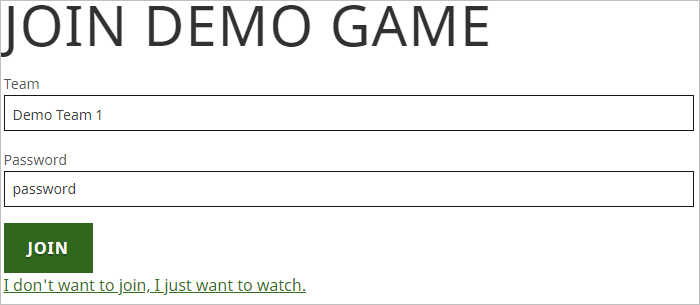 JOIN DEMO GAME
Team
Demo Team 1
Password
password
JOIN
I don't want to join, I just want to watch.